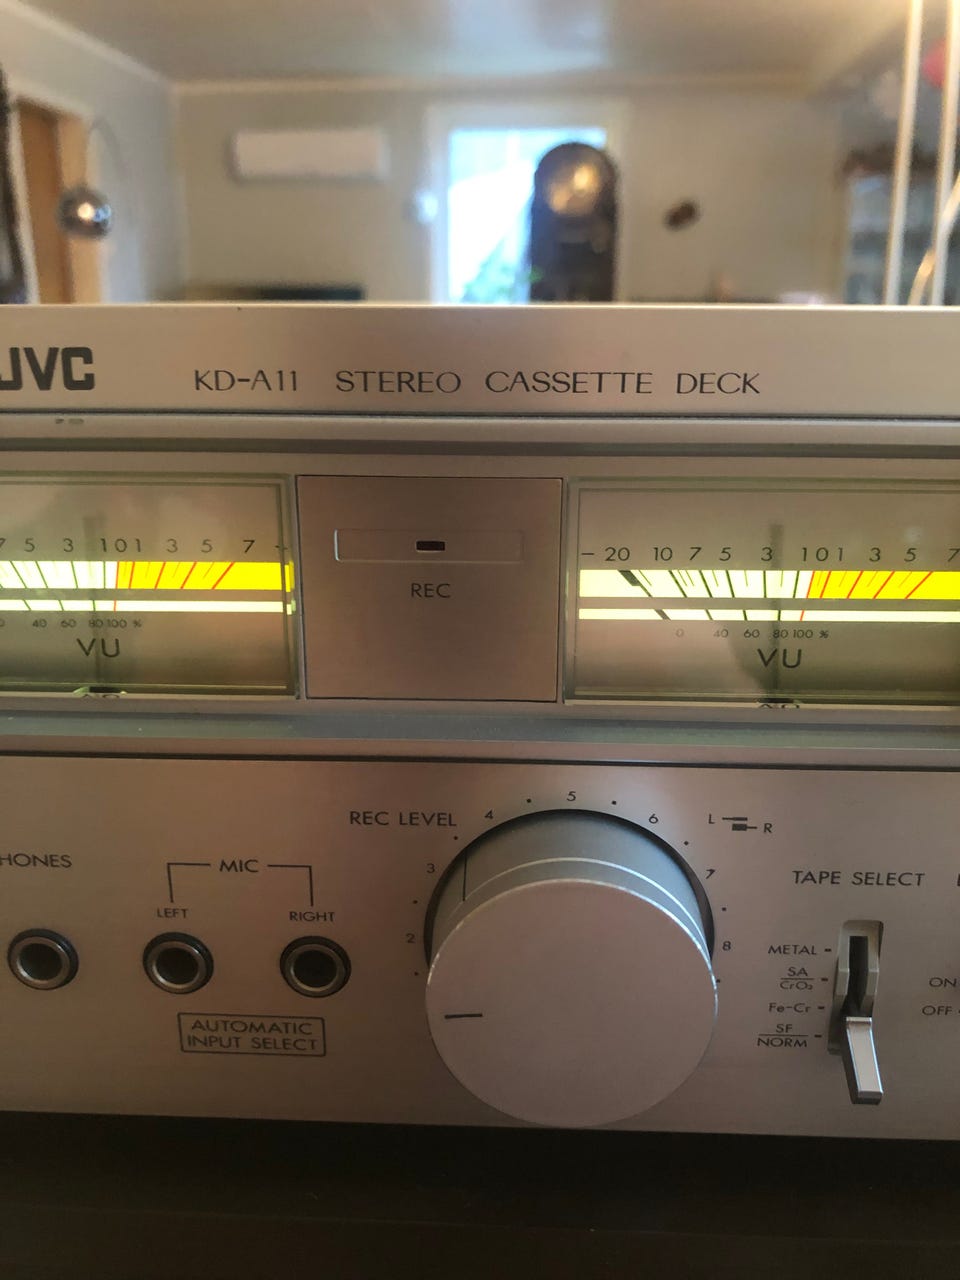 JVC KD-A11 STEREO CASSETTE DECK
7 5 3 1 0 1 3 5 7 +
- 20 10 7 5 3 1 0 1 3 5 7
0 40 60 80 100 %
VU
REC
0 40 60 80 100 %
VU
REC LEVEL
2 3 4 5 6 7 8
L R
PHONES
MIC
LEFT RIGHT
AUTOMATIC
INPUT SELECT
TAPE SELECT
METAL
SA
CrO₂
Fe-Cr
SF
NORM
ON
OFF